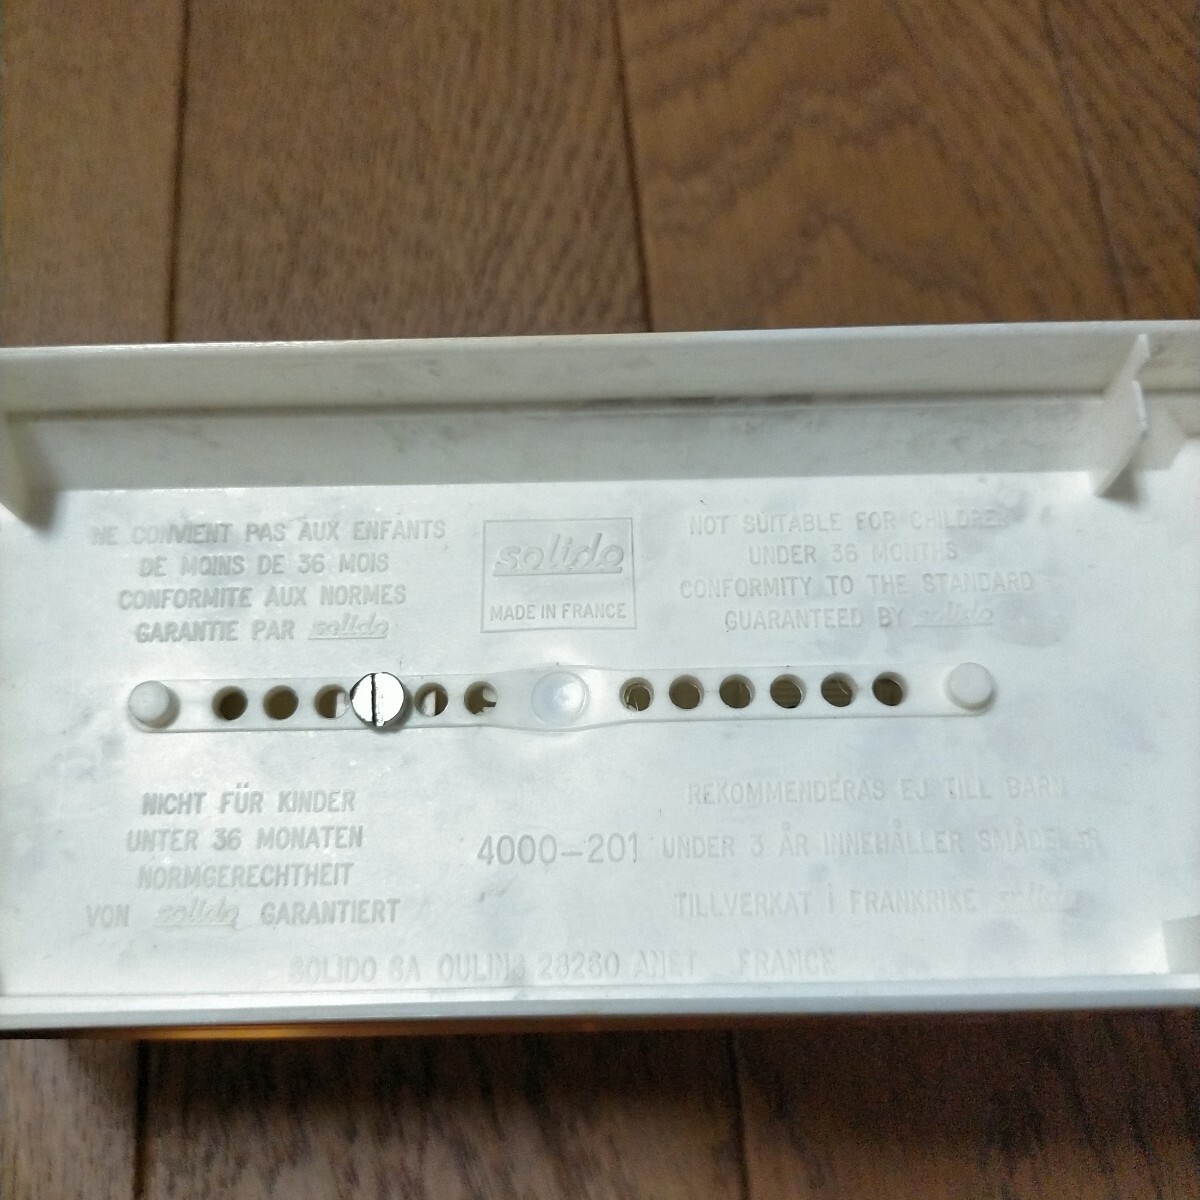 NE CONVIENT PAS AUX ENFANTS
DE MOINS DE 36 MOIS
CONFORMITE AUX NORMES
GARANTIE PAR solido
solido
MADE IN FRANCE
NOT SUITABLE FOR CHILDREN
UNDER 36 MONTHS
CONFORMITY TO THE STANDARD
GUARANTEED BY solido
NICHT FÜR KINDER
UNTER 36 MONATEN
NORMGERECHTHEIT
VON solido GARANTIERT
4000-201
REKOMMENDERAS EJ TILL BARN
UNDER 3 ÅR INNEHÅLLER SMÅDELAR
TILLVERKAT I FRANKRIKE solido
SOLIDO SA OULINS 28260 ANET FRANCE